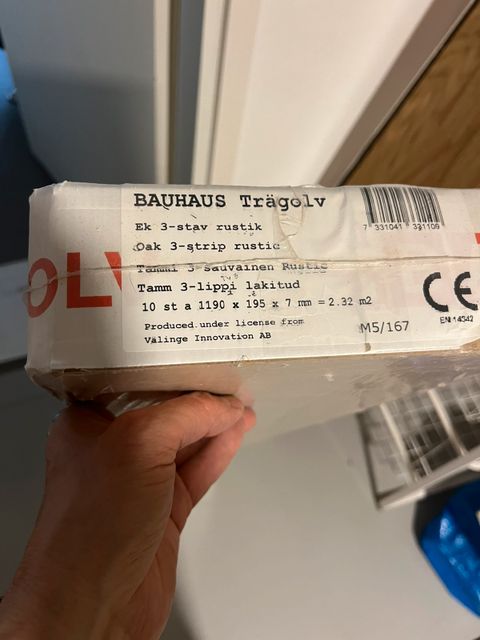 BAUHAUS Trägolv
Ek 3-stav rustik
Oak 3-strip rustic
Tammi 3-sauvainen Rustic
Tamm 3-lippi lakitud
10 st a 1190 x 195 x 7 mm = 2.32 m2
Produced under license from
Välinge Innovation AB
M5/167
7 331041 331109
CE
EN 14342
OLV